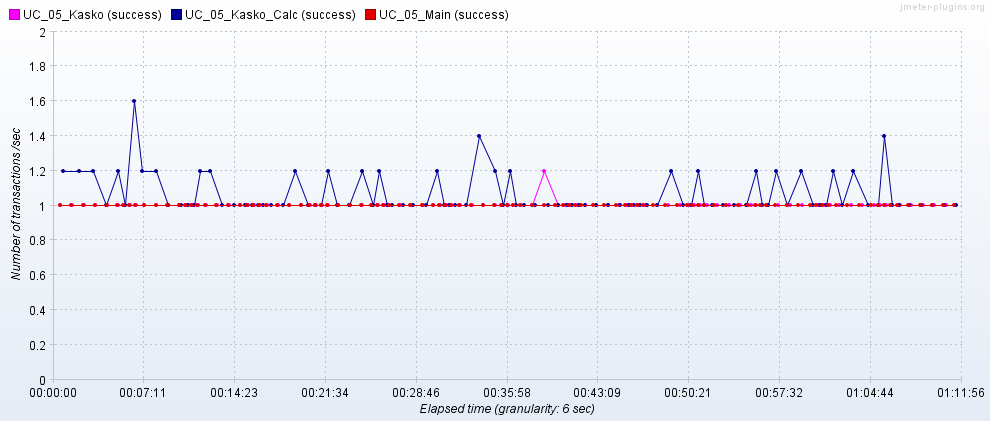 UC_05_Kasko (success) UC_05_Kasko_Calc (success) UC_05_Main (success)
jmeter-plugins.org
Number of transactions /sec
2
1.8
1.6
1.4
1.2
1
0.8
0.6
0.4
0.2
0
00:00:00 00:07:11 00:14:23 00:21:34 00:28:46 00:35:58 00:43:09 00:50:21 00:57:32 01:04:44 01:11:56
Elapsed time (granularity: 6 sec)